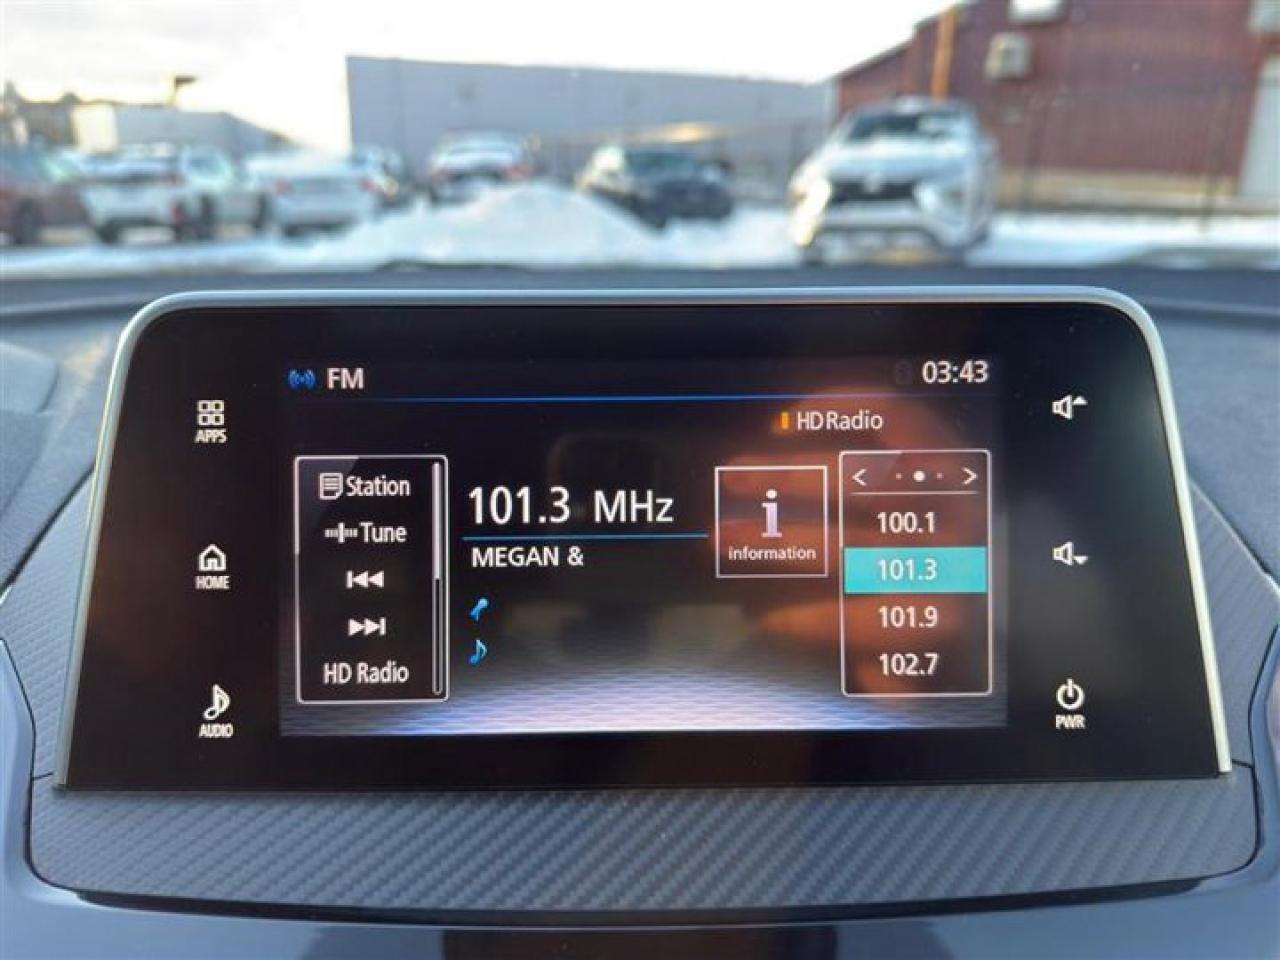 FM
03:43
HD Radio
APPS
Station
Tune
HD Radio
101.3 MHz
MEGAN &
i
information
100.1
101.3
101.9
102.7
HOME
AUDIO
PWR